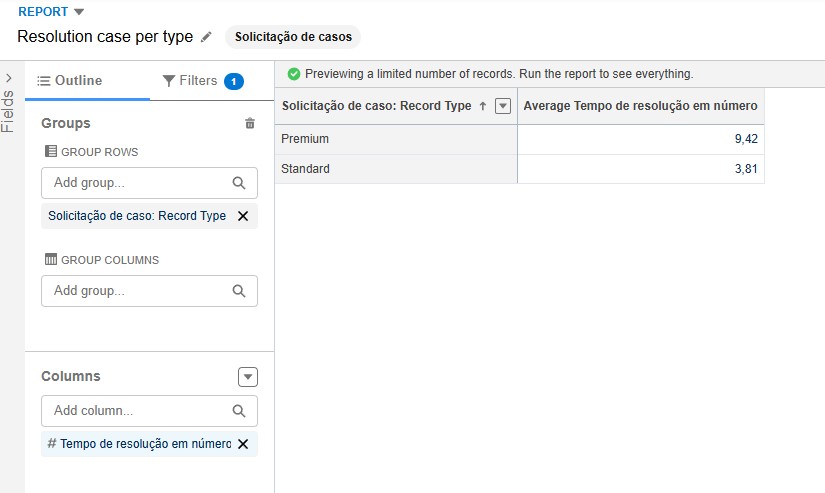 REPORT
Resolution case per type
Solicitação de casos
Fields
Outline
Filters 1
Groups
GROUP ROWS
Add group...
Solicitação de caso: Record Type
GROUP COLUMNS
Add group...
Columns
Add column...
# Tempo de resolução em número
Previewing a limited number of records. Run the report to see everything.
Solicitação de caso: Record Type ↑ Average Tempo de resolução em número
Premium 9,42
Standard 3,81